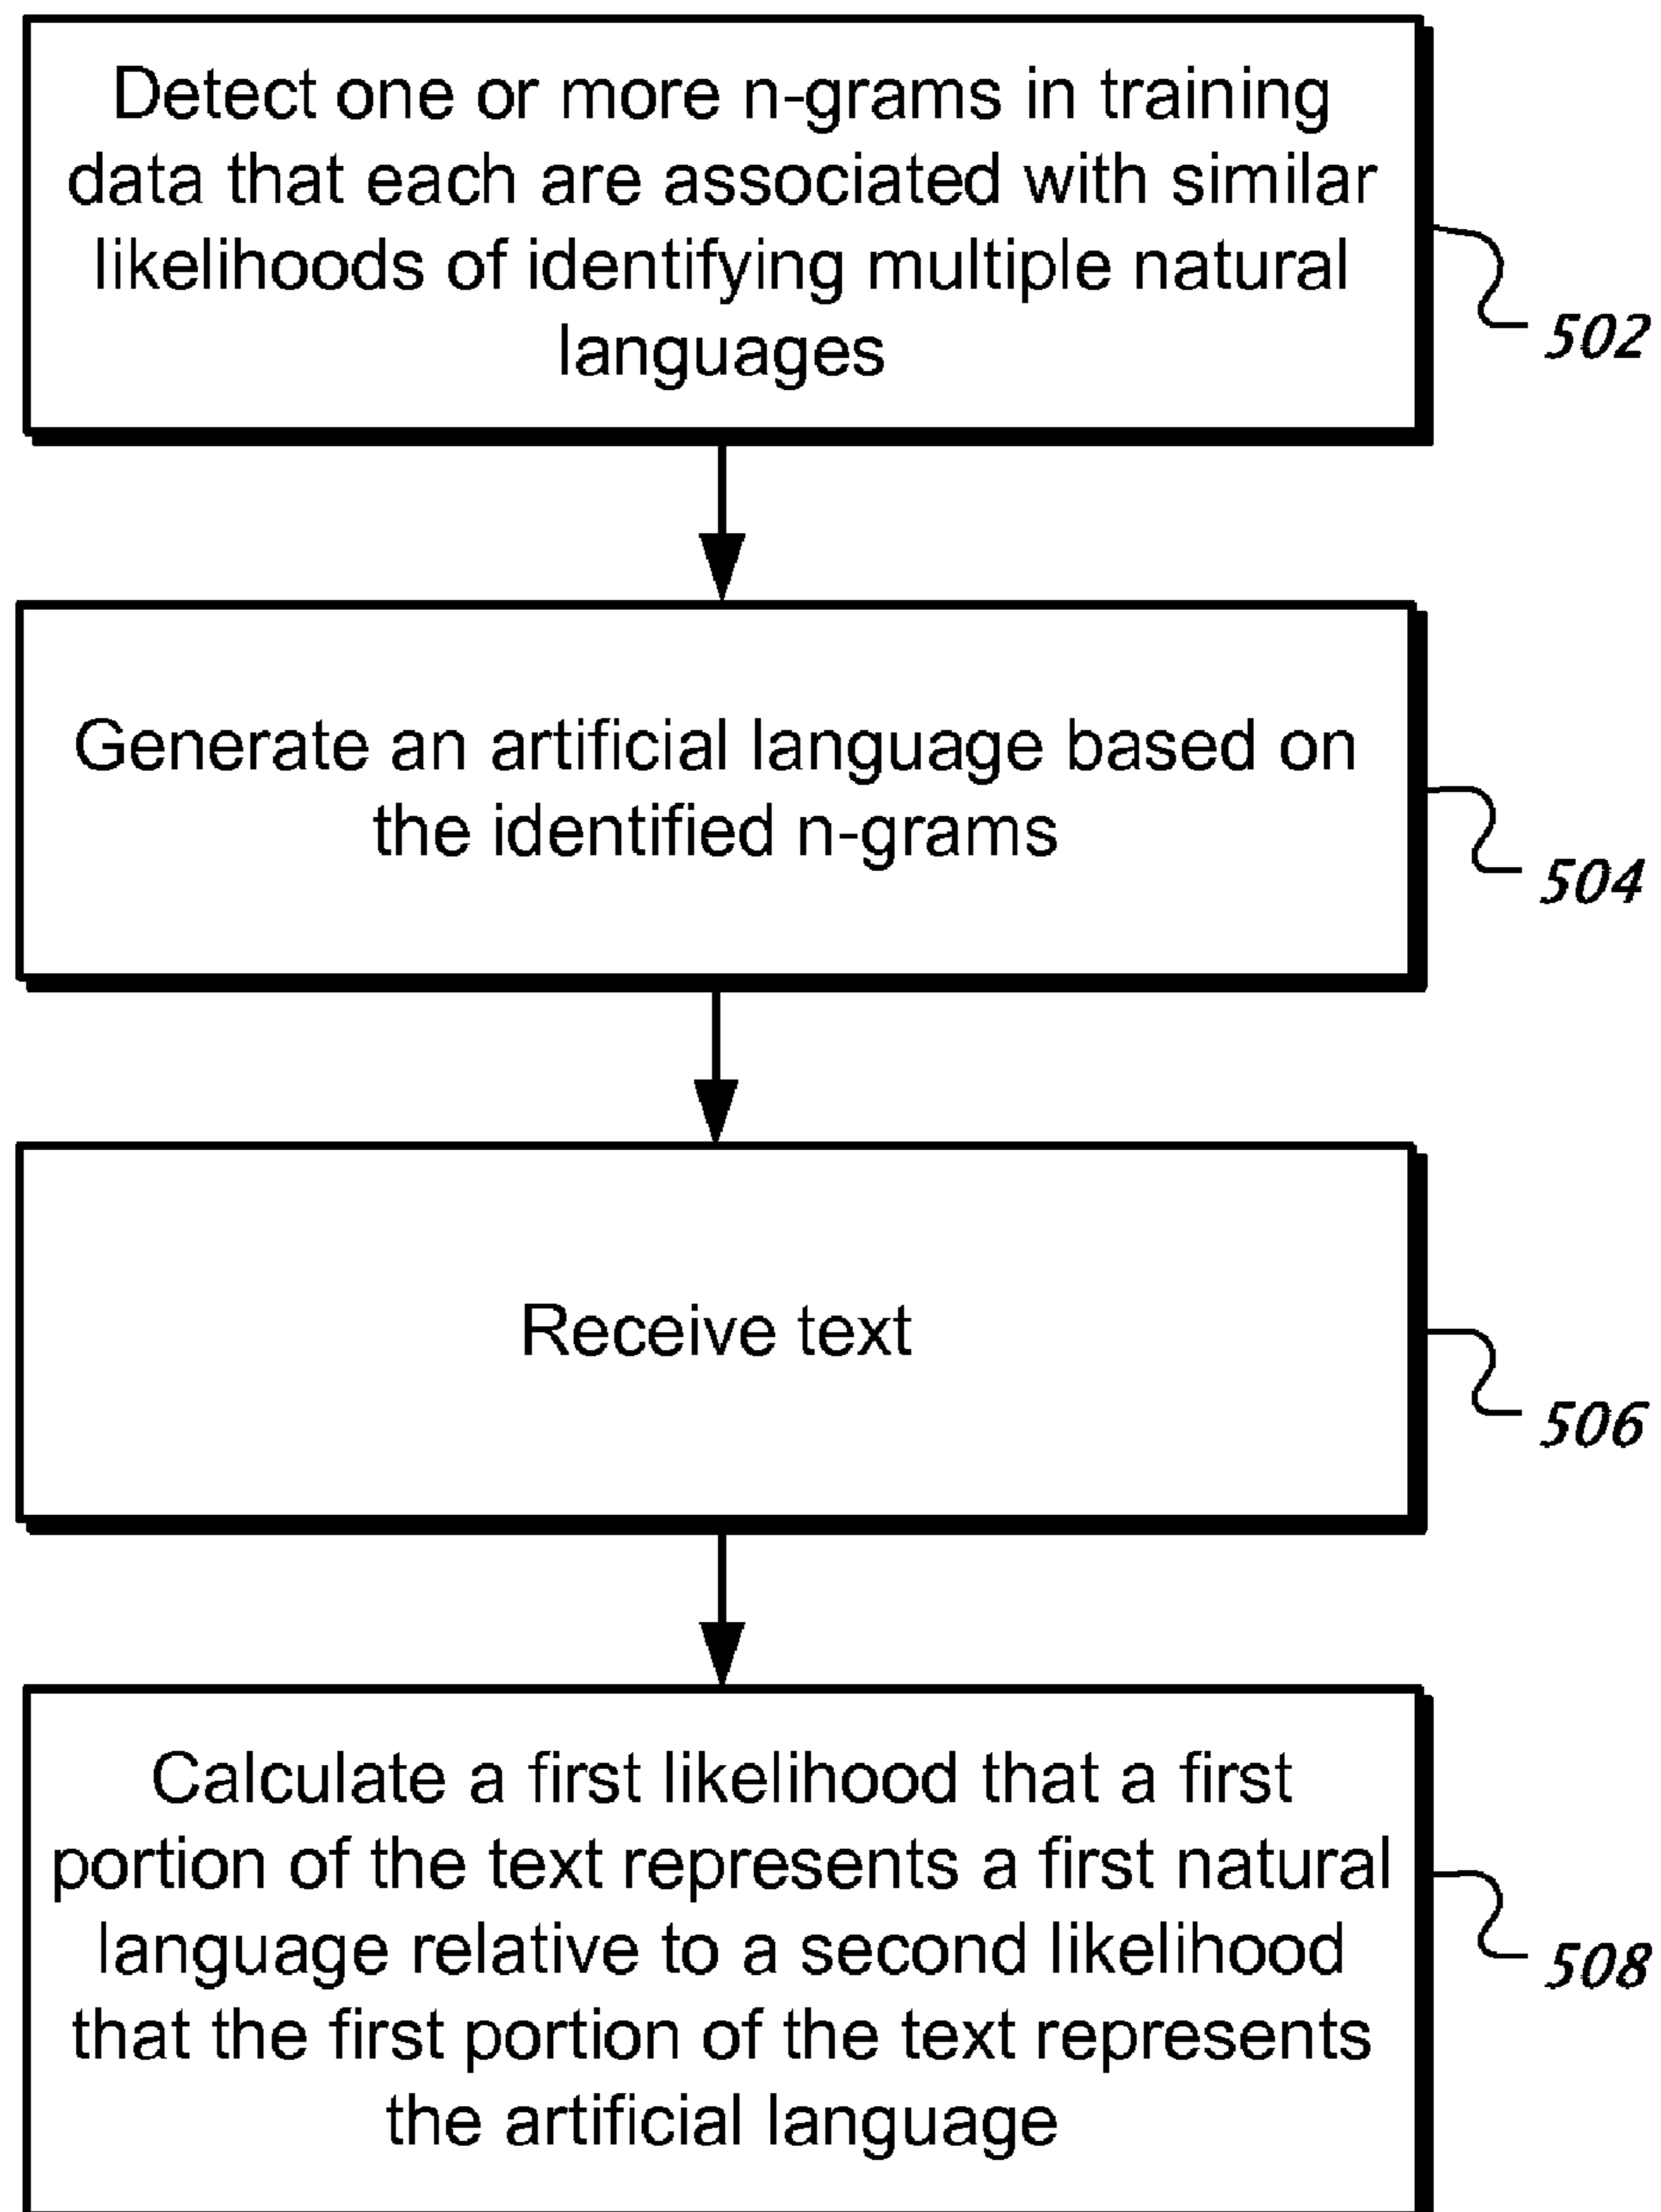 Detect one or more n-grams in training
data that each are associated with similar
likelihoods of identifying multiple natural
languages
502
Generate an artificial language based on
the identified n-grams
504
Receive text
506
Calculate a first likelihood that a first
portion of the text represents a first natural
language relative to a second likelihood
that the first portion of the text represents
the artificial language
508